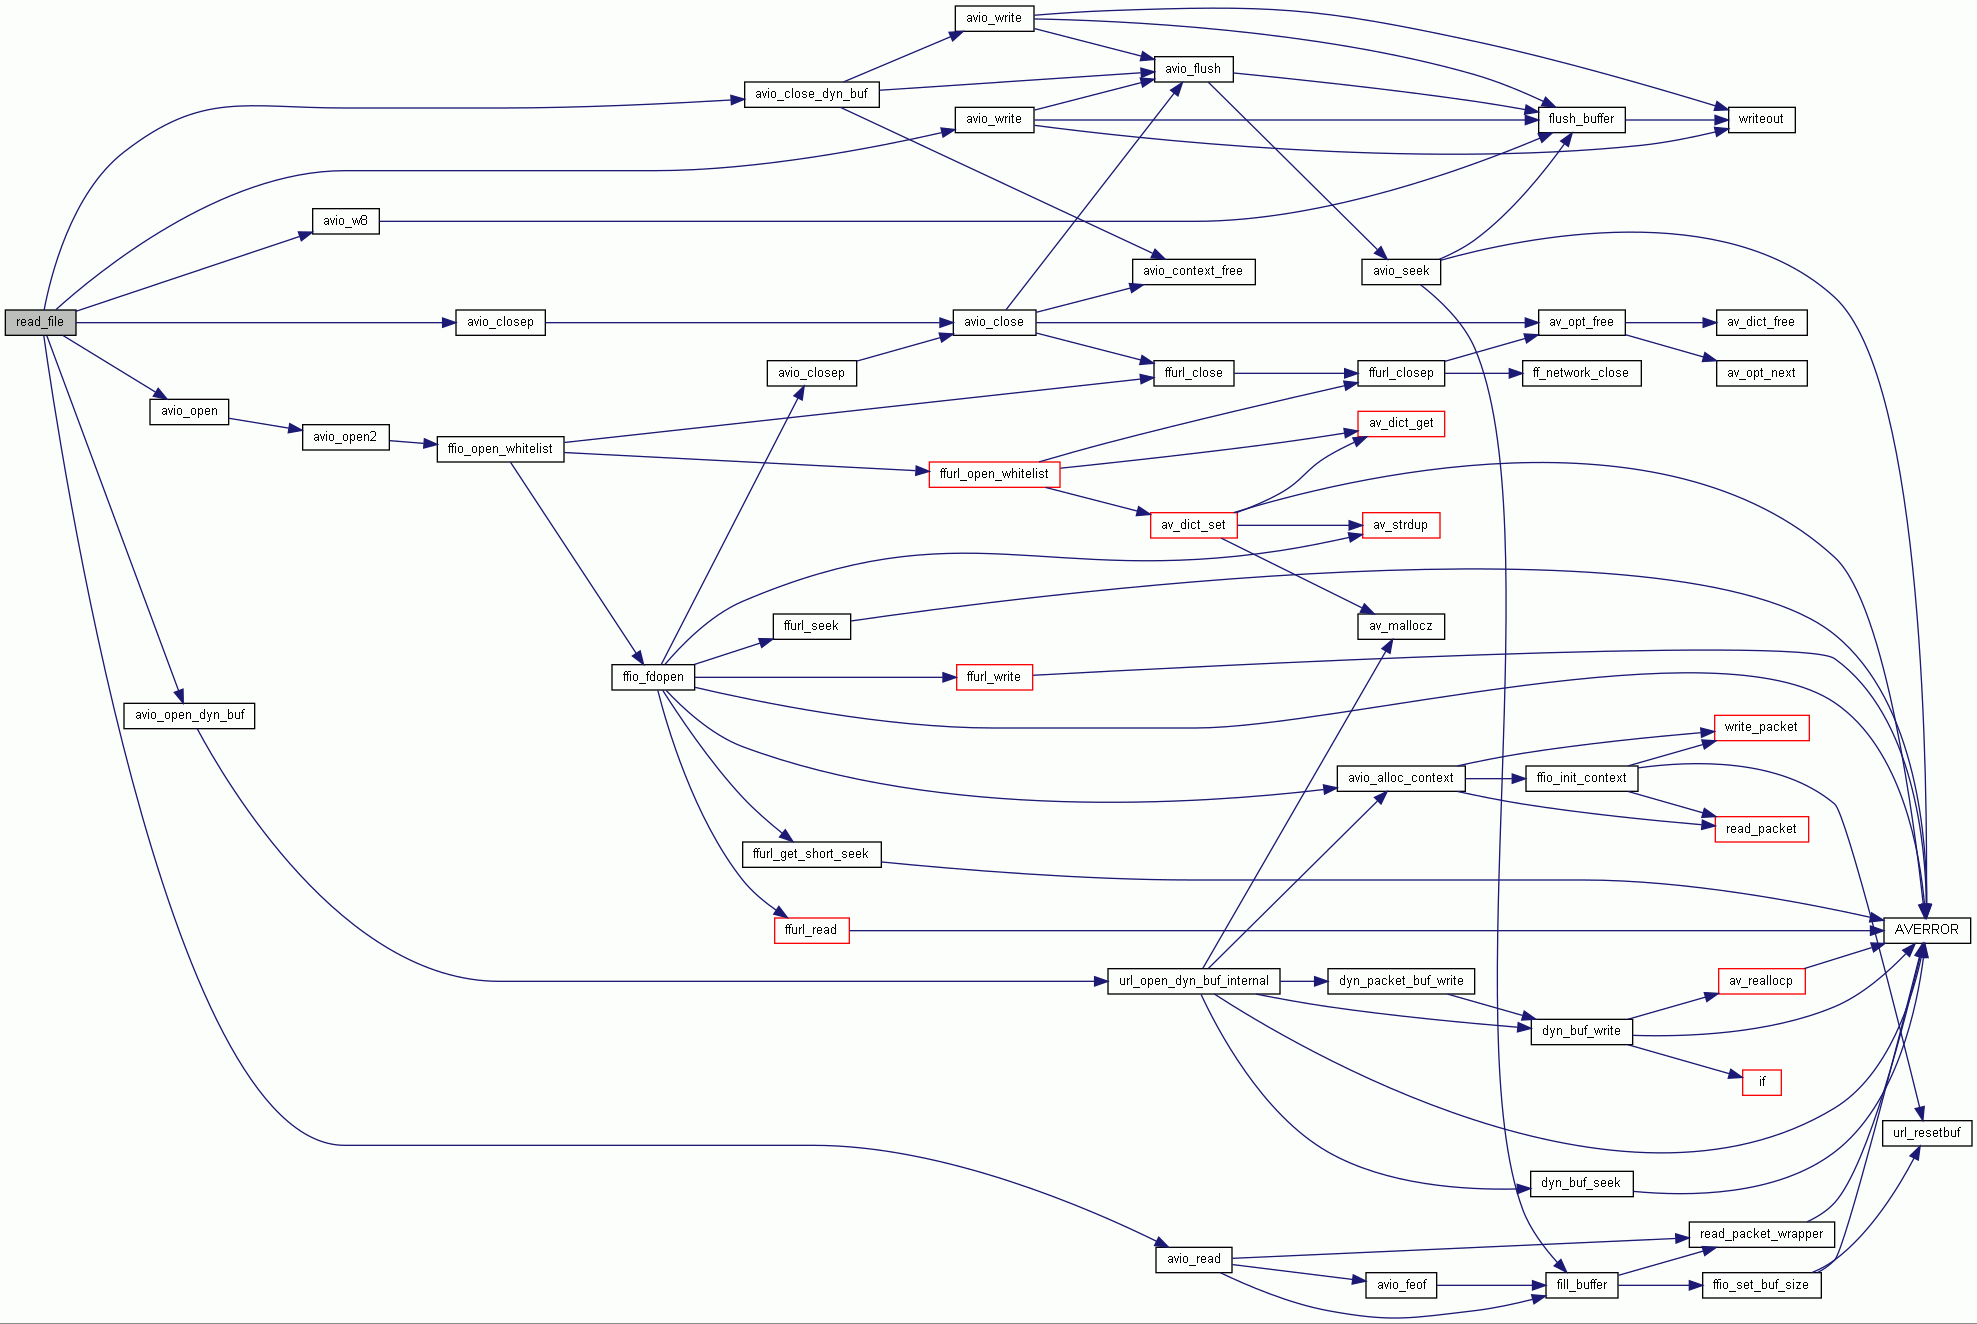 avio_write
avio_flush
avio_close_dyn_buf
avio_write
flush_buffer
writeout
avio_w8
avio_context_free
avio_seek
read_file
avio_closep
avio_close
av_opt_free
av_dict_free
avio_closep
ffurl_close
ffurl_closep
ff_network_close
av_opt_next
avio_open
avio_open2
ffio_open_whitelist
av_dict_get
ffurl_open_whitelist
av_dict_set
av_strdup
ffurl_seek
av_mallocz
ffio_fdopen
ffurl_write
avio_open_dyn_buf
write_packet
avio_alloc_context
ffio_init_context
read_packet
ffurl_get_short_seek
ffurl_read
AVERROR
url_open_dyn_buf_internal
dyn_packet_buf_write
av_reallocp
dyn_buf_write
if
url_resetbuf
dyn_buf_seek
read_packet_wrapper
avio_read
avio_feof
fill_buffer
ffio_set_buf_size